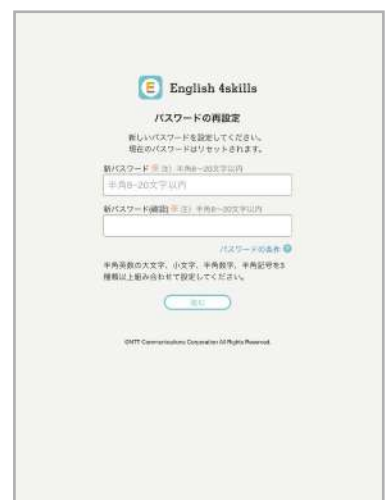 E English 4skills
パスワードの再設定
新しいパスワードを設定してください。
現在のパスワードはリセットされます。
新パスワード ※ 注）半角8~20文字以内
半角8~20文字以内
新パスワード(確認) ※ 注）半角8~20文字以内
パスワードの条件 ?
半角英数の大文字、小文字、半角数字、半角記号を3
種類以上組み合わせて設定してください。
©NTT Communications Corporation All Rights Reserved.